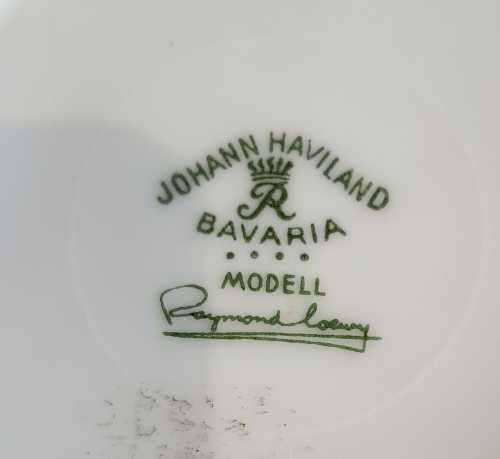 JOHANN HAVILAND
R
BAVARIA
MODELL
Raymond Loewy